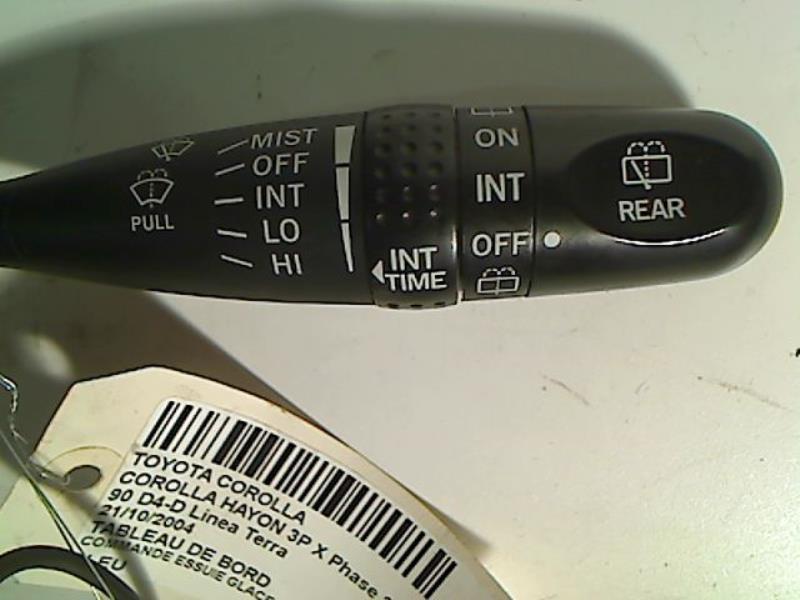 MIST
OFF
INT
LO
HI
PULL
INT
TIME
ON
INT
OFF
REAR
TOYOTA COROLLA
COROLLA HAYON 3P X Phase
90 D4-D Linea Terra
21/10/2004
TABLEAU DE BORD
COMMANDE ESSUIE GLACE